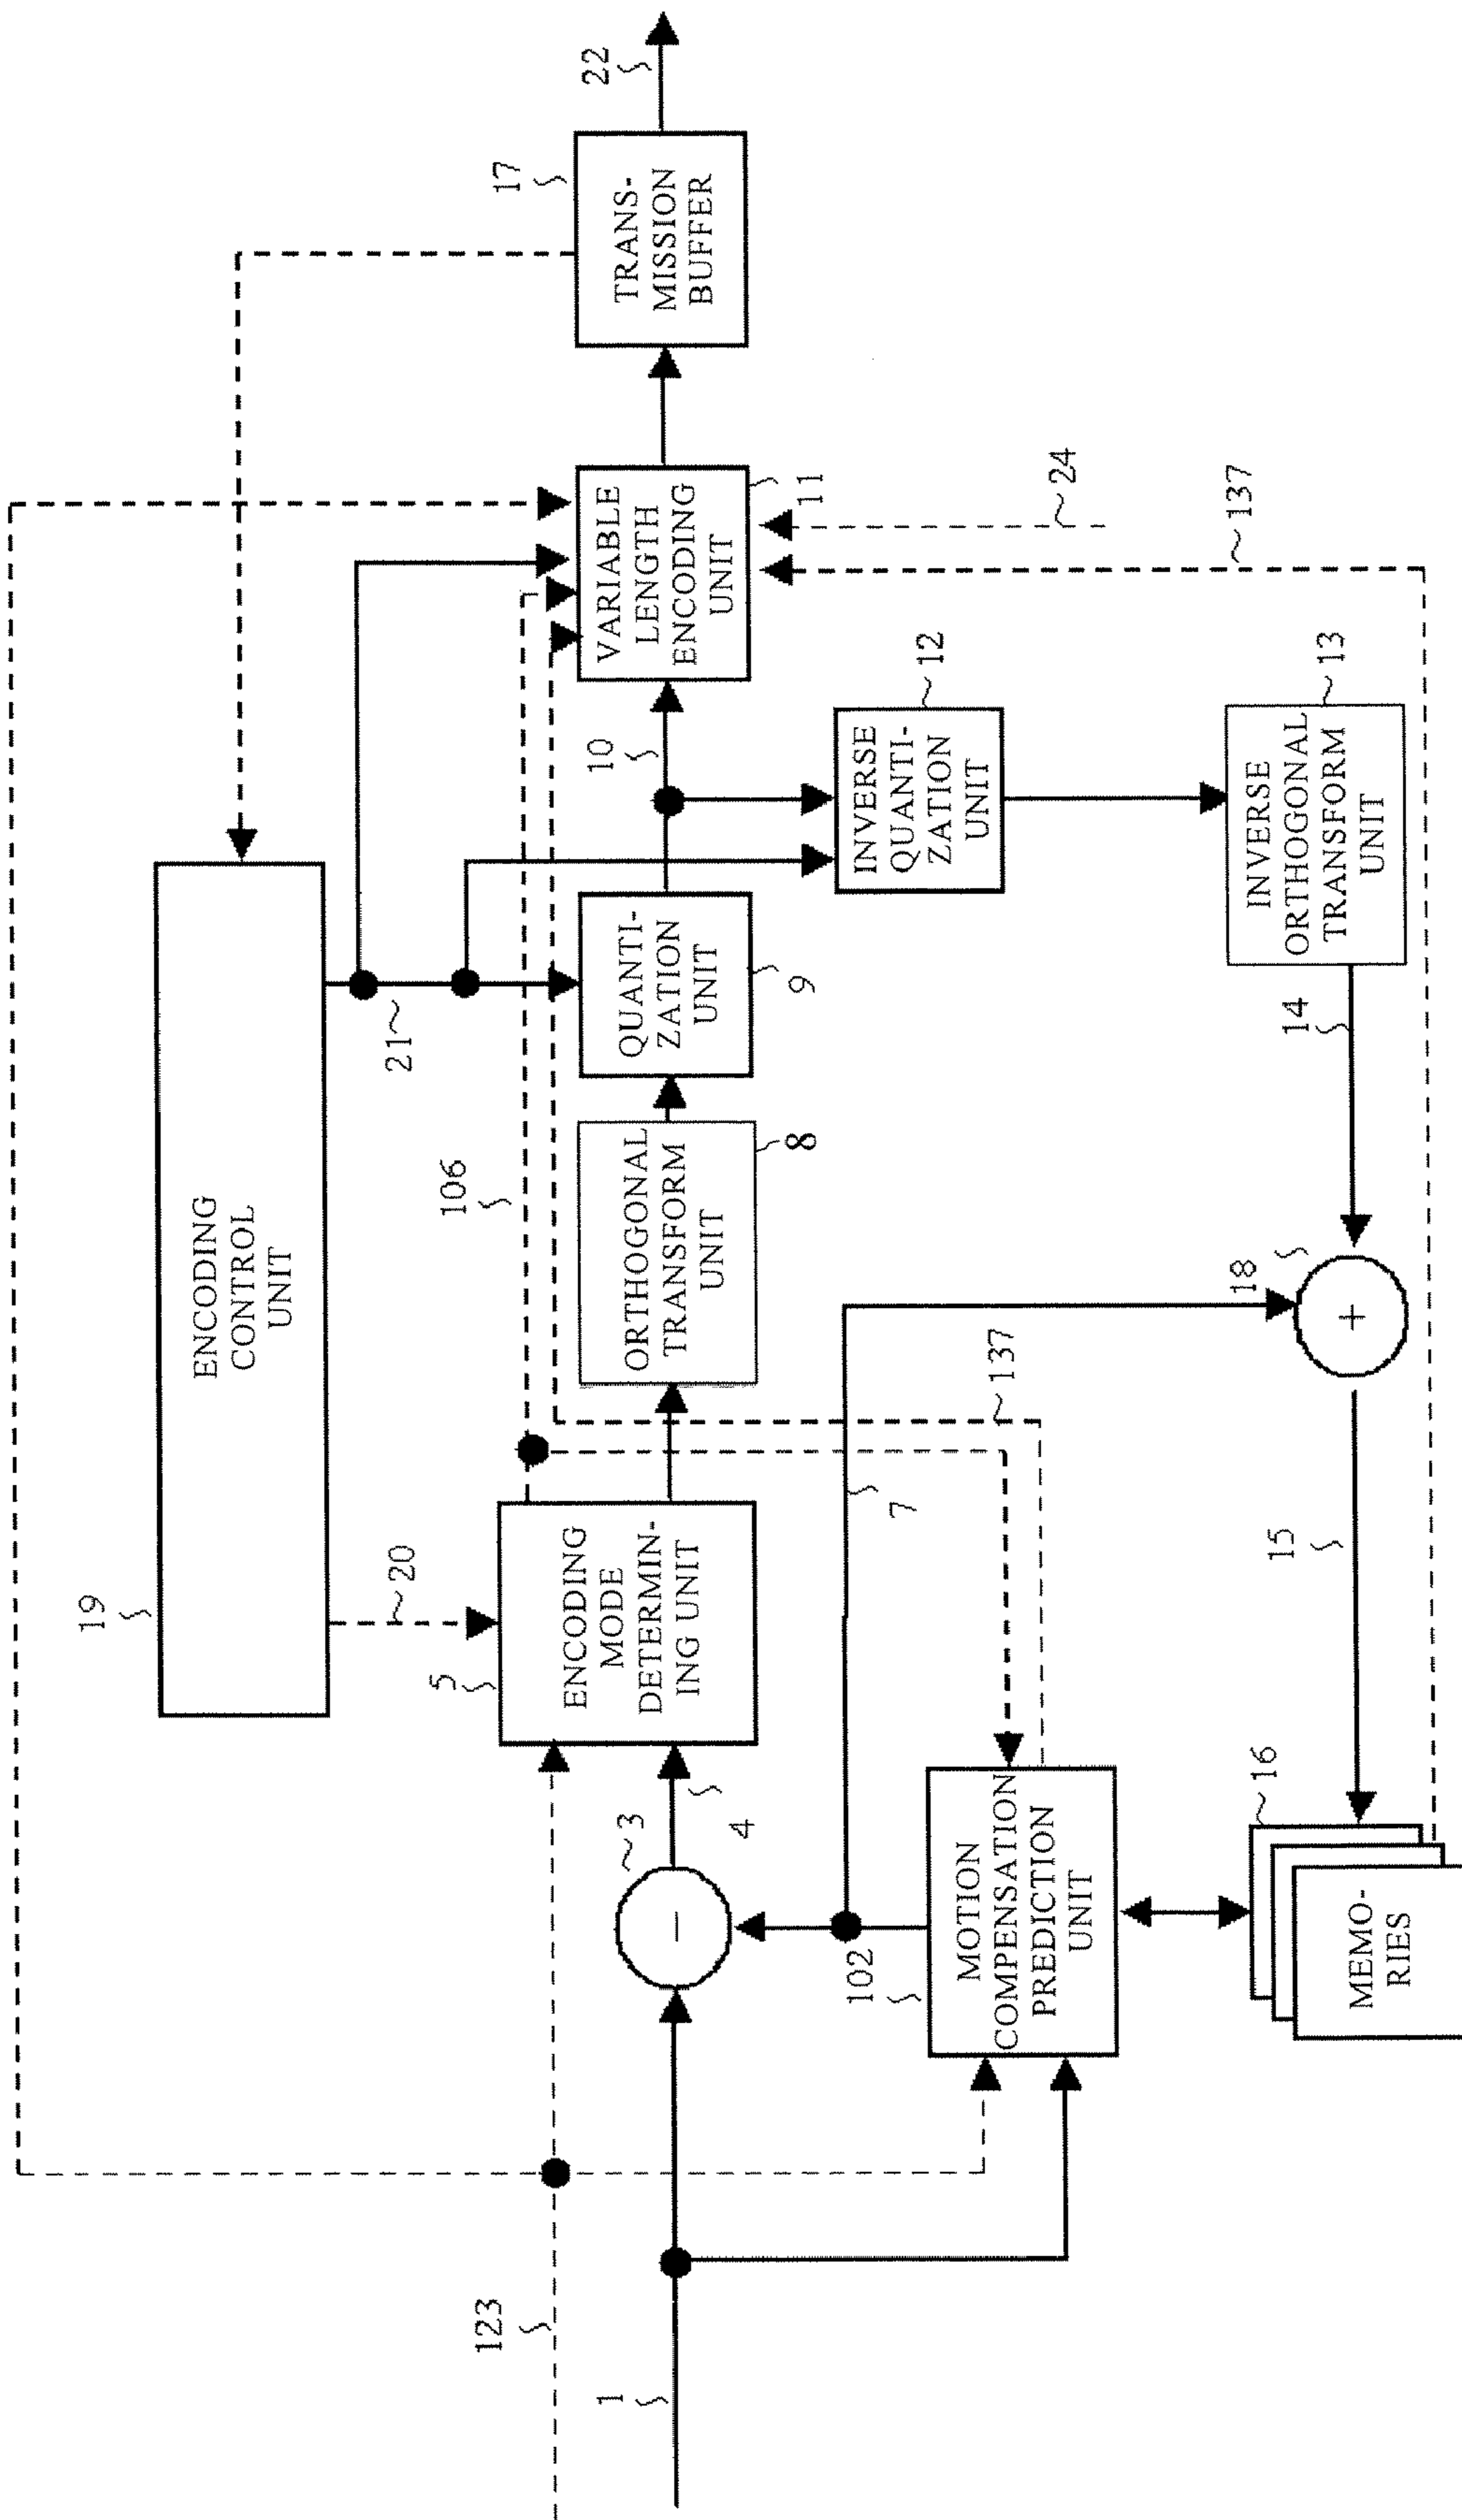 19
ENCODING
CONTROL
UNIT
20
21
22
17
TRANS-
MISSION
BUFFER
106
10
VARIABLE
LENGTH
ENCODING
UNIT
11
24
137
5
ENCODING
MODE
DETERMIN-
ING UNIT
ORTHOGONAL
TRANSFORM
UNIT
8
QUANTI-
ZATION
UNIT
9
INVERSE
QUANTI-
ZATION
UNIT
12
INVERSE
ORTHOGONAL
TRANSFORM
UNIT
13
123
1
3
−
4
7
137
102
MOTION
COMPENSATION
PREDICTION
UNIT
14
18
+
15
16
MEMO-
RIES